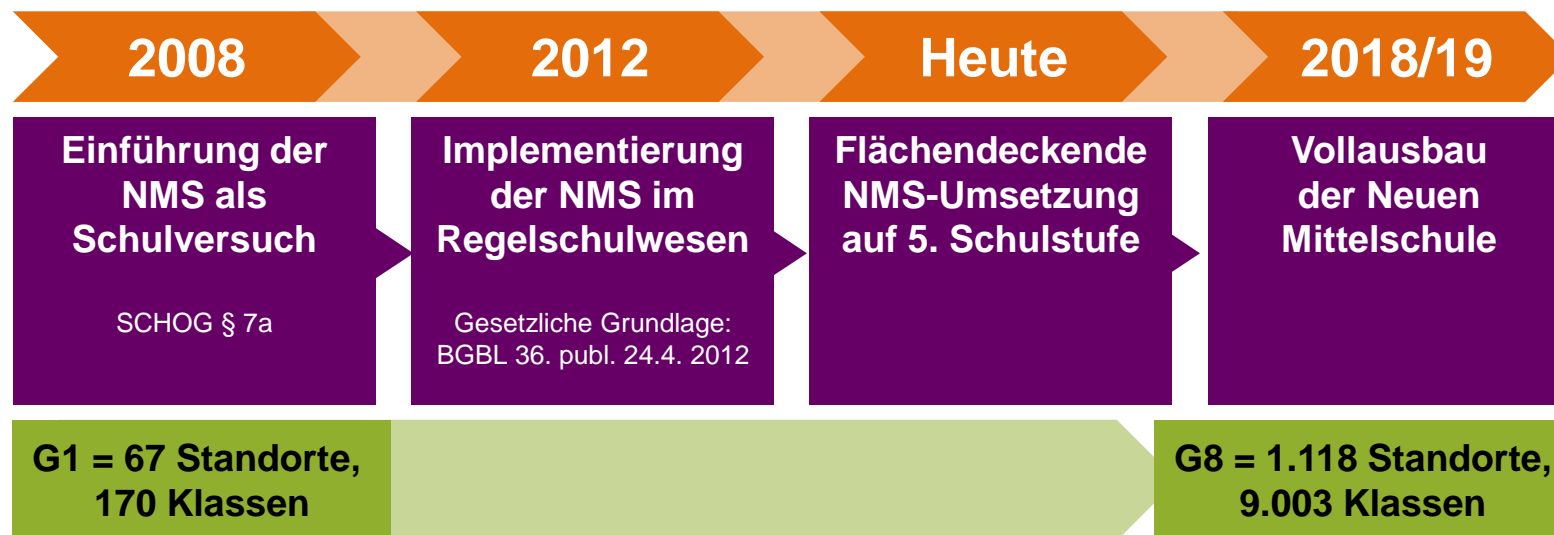 2008
2012
Heute
2018/19
Einführung der
NMS als
Schulversuch
SCHOG § 7a
Implementierung
der NMS im
Regelschulwesen
Gesetzliche Grundlage:
BGBL 36. publ. 24.4. 2012
Flächendeckende
NMS-Umsetzung
auf 5. Schulstufe
Vollausbau
der Neuen
Mittelschule
G1 = 67 Standorte,
170 Klassen
G8 = 1.118 Standorte,
9.003 Klassen